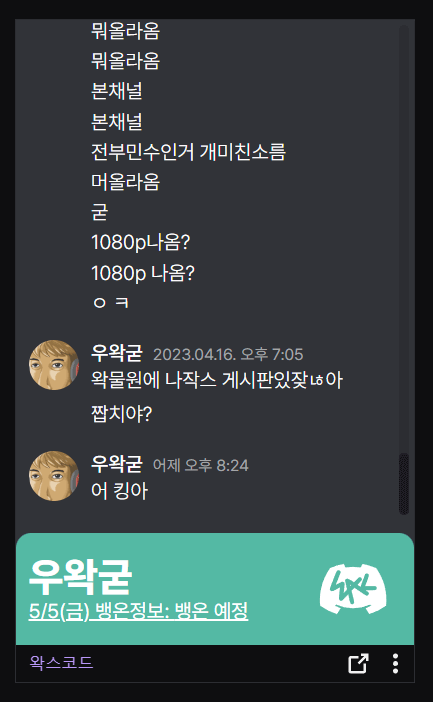 뭐올라옴
뭐올라옴
본채널
본채널
전부민수인거 개미친소름
머올라옴
굳
1080p나옴?
1080p 나옴?
ㅇ ㅋ
우왁굳 2023.04.16. 오후 7:05
왁물원에 나작스 게시판있잖ㅭ아
짭치야?
우왁굳 어제 오후 8:24
어 킹아
우왁굳
5/5(금) 뱅온정보: 뱅온 예정
왁스코드